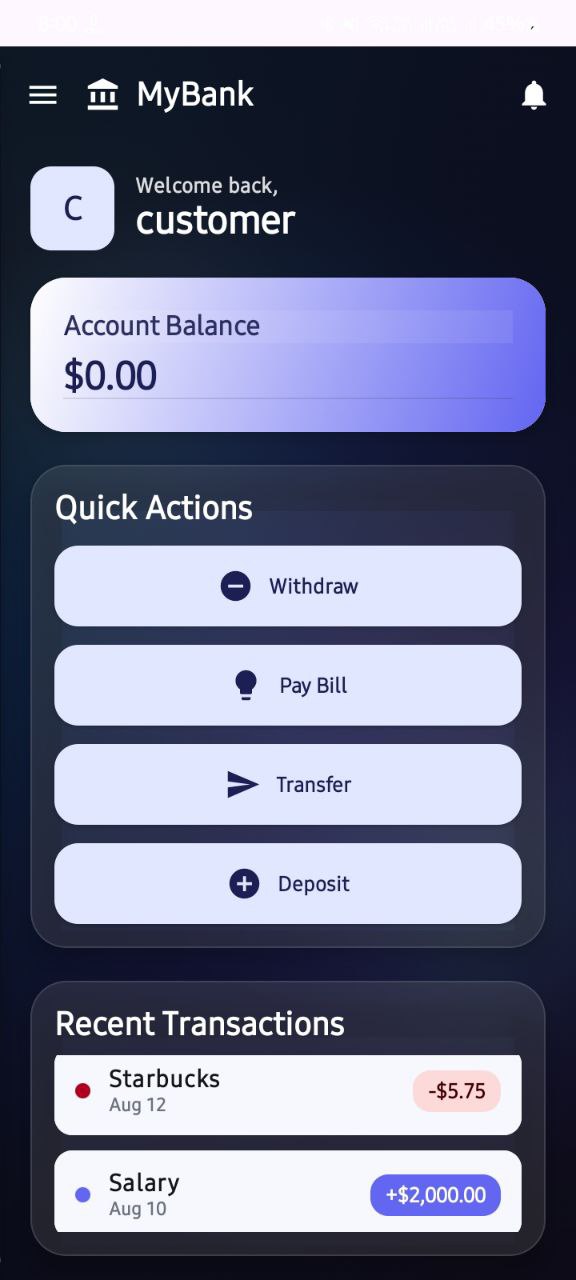 MyBank
C
Welcome back,
customer
Account Balance
$0.00
Quick Actions
Withdraw
Pay Bill
Transfer
Deposit
Recent Transactions
Starbucks
Aug 12
-$5.75
Salary
Aug 10
+$2,000.00